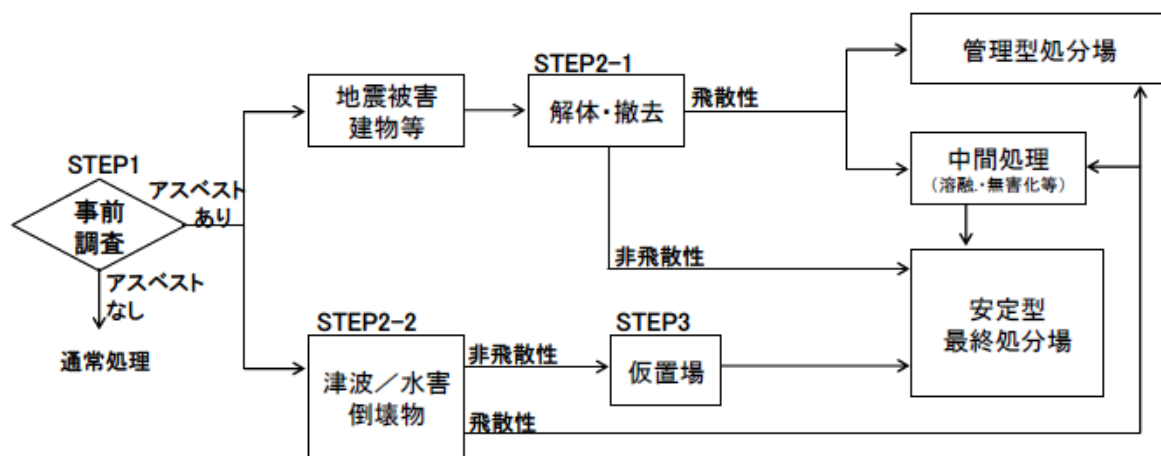 STEP1
事前
調査
アスベスト
あり
アスベスト
なし
通常処理
地震被害
建物等
STEP2-1
解体・撤去
飛散性
非飛散性
管理型処分場
中間処理
(溶融.・無害化等)
安定型
最終処分場
STEP2-2
津波／水害
倒壊物
非飛散性
飛散性
STEP3
仮置場